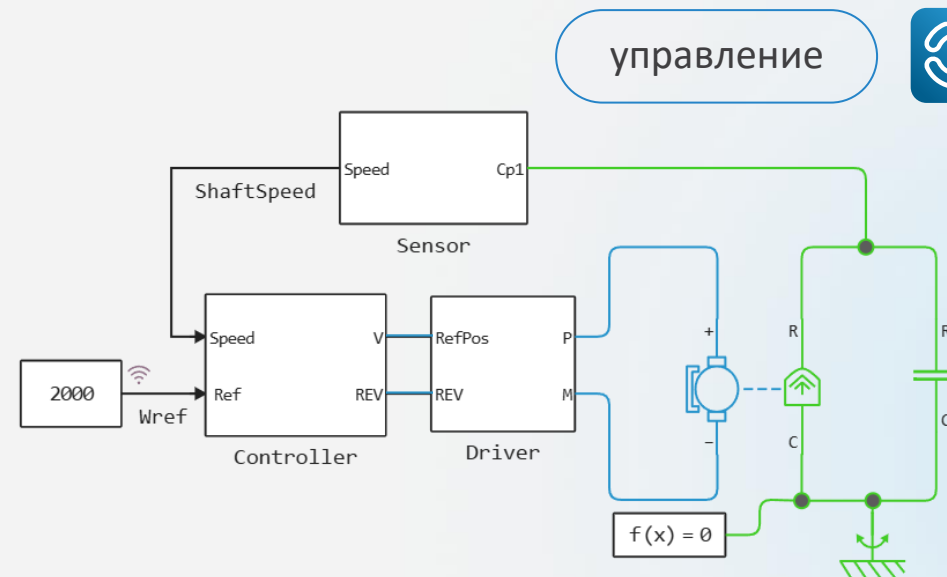 управление
Speed
Cp1
ShaftSpeed
Sensor
Speed
V
RefPos
P
+
R
R
2000
Ref
REV
REV
M
Wref
–
C
C
Controller
Driver
f(x) = 0